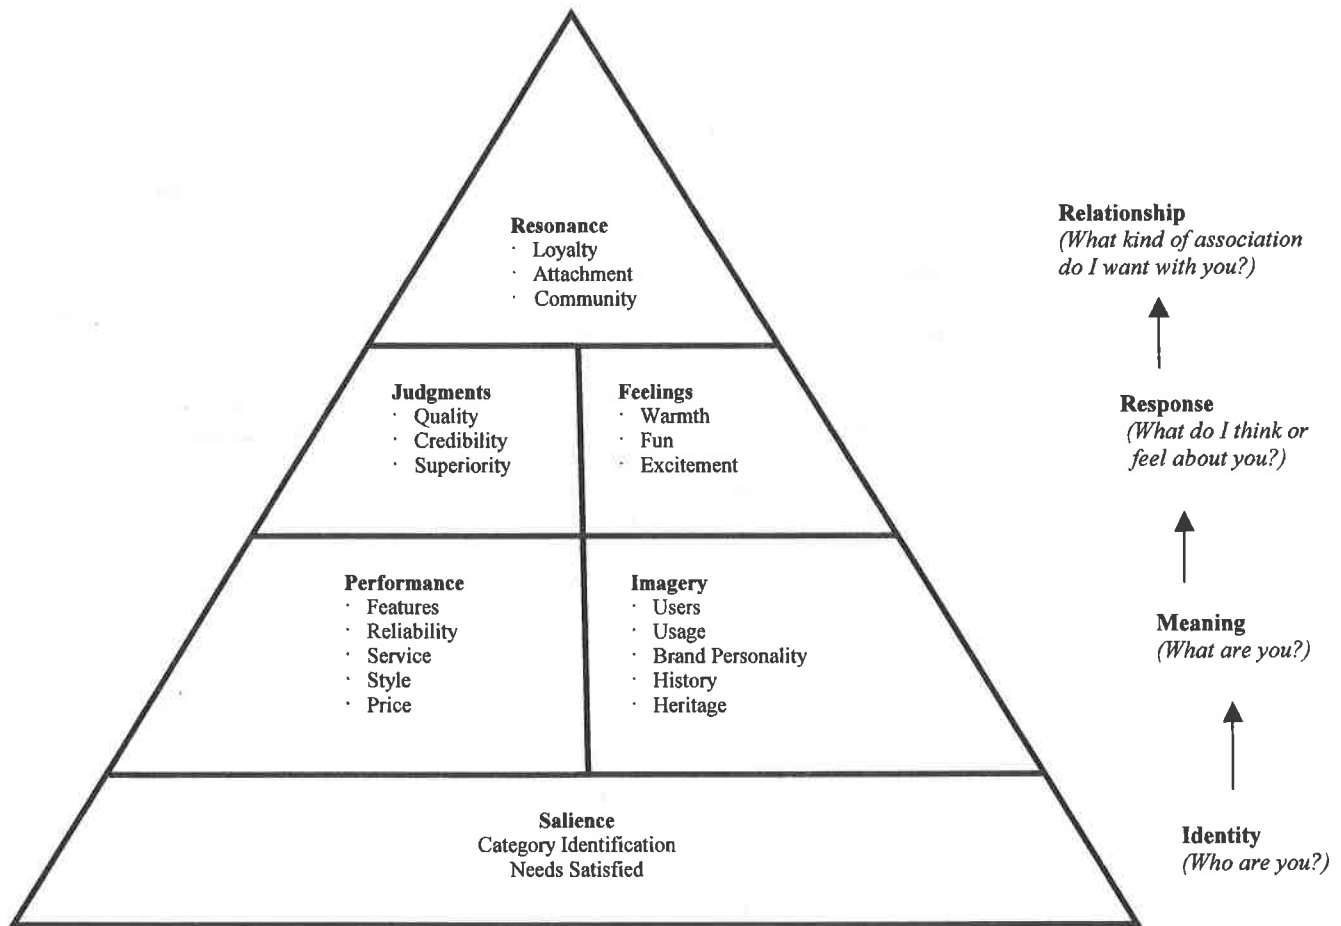 Resonance
· Loyalty
· Attachment
· Community
Relationship
(What kind of association
do I want with you?)
Judgments
· Quality
· Credibility
· Superiority
Feelings
· Warmth
· Fun
· Excitement
Response
(What do I think or
feel about you?)
Performance
· Features
· Reliability
· Service
· Style
· Price
Imagery
· Users
· Usage
· Brand Personality
· History
· Heritage
Meaning
(What are you?)
Salience
Category Identification
Needs Satisfied
Identity
(Who are you?)